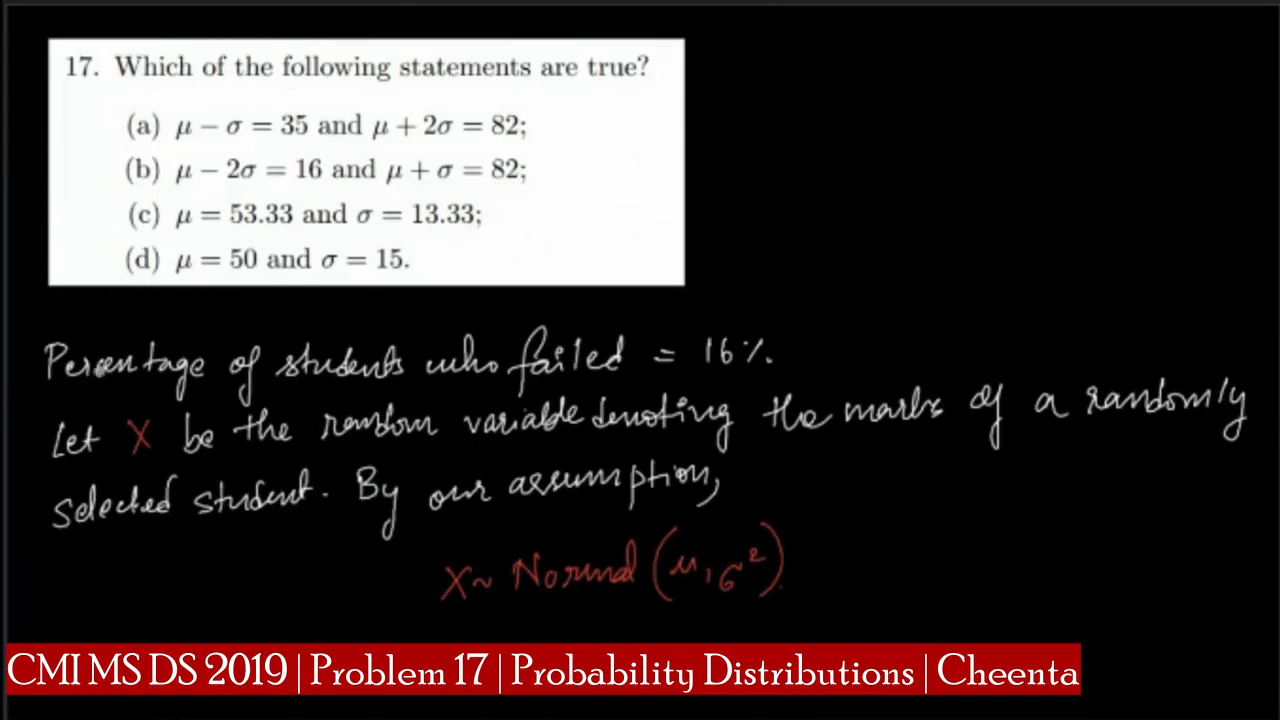 17. Which of the following statements are true?
(a) μ − σ = 35 and μ + 2σ = 82;
(b) μ − 2σ = 16 and μ + σ = 82;
(c) μ = 53.33 and σ = 13.33;
(d) μ = 50 and σ = 15.
Percentage of students who failed = 16%.
Let X be the random variable denoting the marks of a randomly
selected student. By our assumption,
X ~ Normal (μ, σ²)
CMI MS DS 2019 | Problem 17 | Probability Distributions | Cheenta